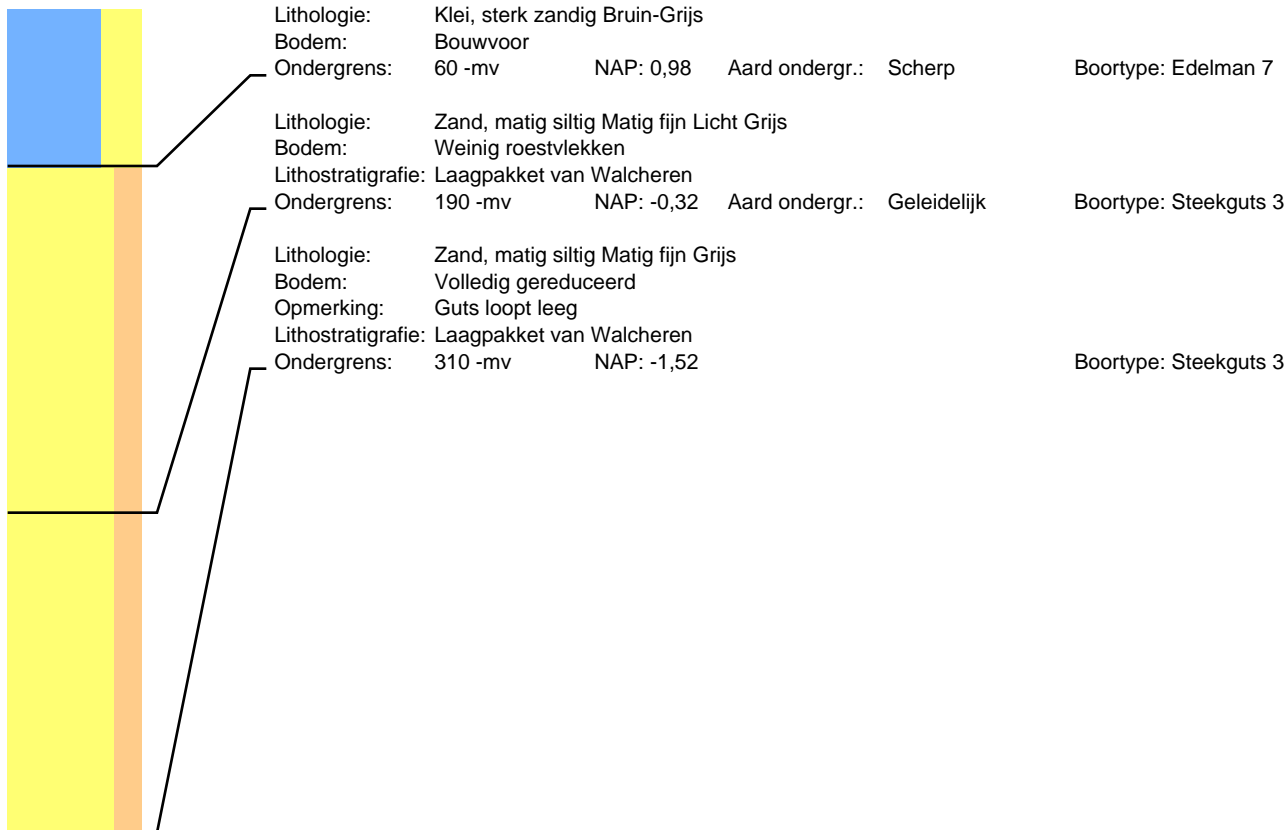 Lithologie: Klei, sterk zandig Bruin-Grijs
Bodem: Bouwvoor
Ondergrens: 60 -mv NAP: 0,98 Aard ondergr.: Scherp Boortype: Edelman 7
Lithologie: Zand, matig siltig Matig fijn Licht Grijs
Bodem: Weinig roestvlekken
Lithostratigrafie: Laagpakket van Walcheren
Ondergrens: 190 -mv NAP: -0,32 Aard ondergr.: Geleidelijk Boortype: Steekguts 3
Lithologie: Zand, matig siltig Matig fijn Grijs
Bodem: Volledig gereduceerd
Opmerking: Guts loopt leeg
Lithostratigrafie: Laagpakket van Walcheren
Ondergrens: 310 -mv NAP: -1,52 Boortype: Steekguts 3